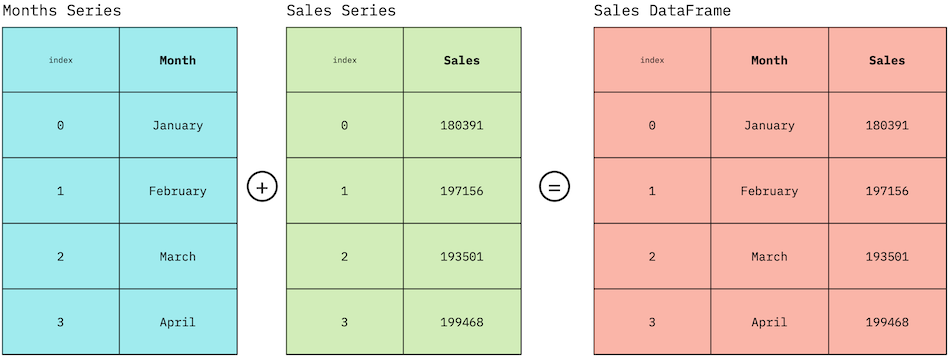 Months Series
index Month
0 January
1 February
2 March
3 April
+
Sales Series
index Sales
0 180391
1 197156
2 193501
3 199468
=
Sales DataFrame
index Month Sales
0 January 180391
1 February 197156
2 March 193501
3 April 199468